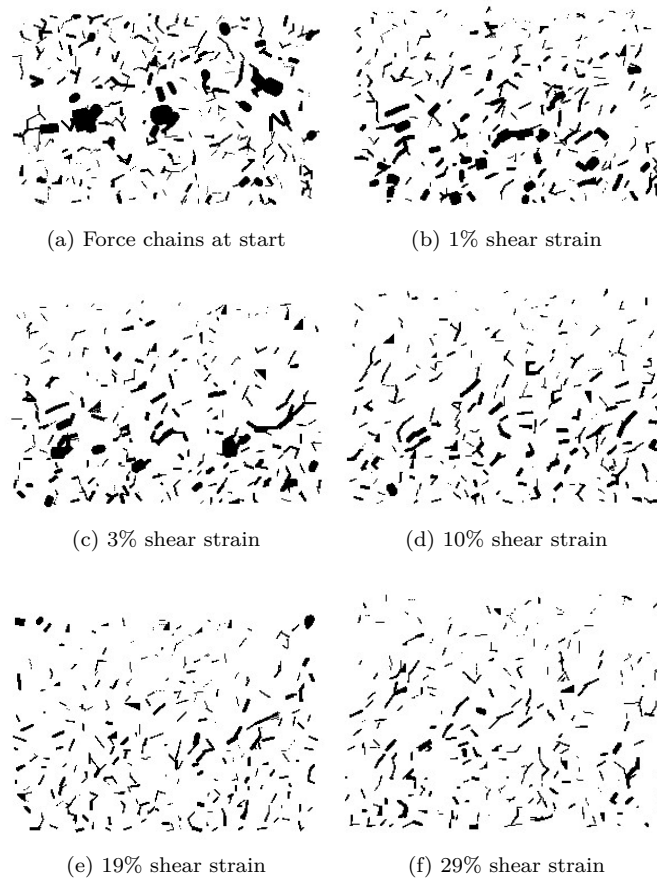 (a) Force chains at start
(b) 1% shear strain
(c) 3% shear strain
(d) 10% shear strain
(e) 19% shear strain
(f) 29% shear strain